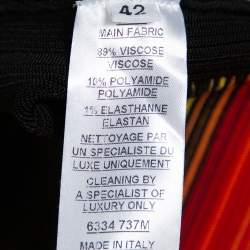 42
MAIN FABRIC
89% VISCOSE
VISCOSE
10% POLYAMIDE
POLYAMIDE
1% ELASTHANNE
ELASTAN
NETTOYAGE PAR
UN SPECIALISTE DU
LUXE UNIQUEMENT
CLEANING BY
A SPECIALIST OF
LUXURY ONLY
6334 737M
MADE IN ITALY